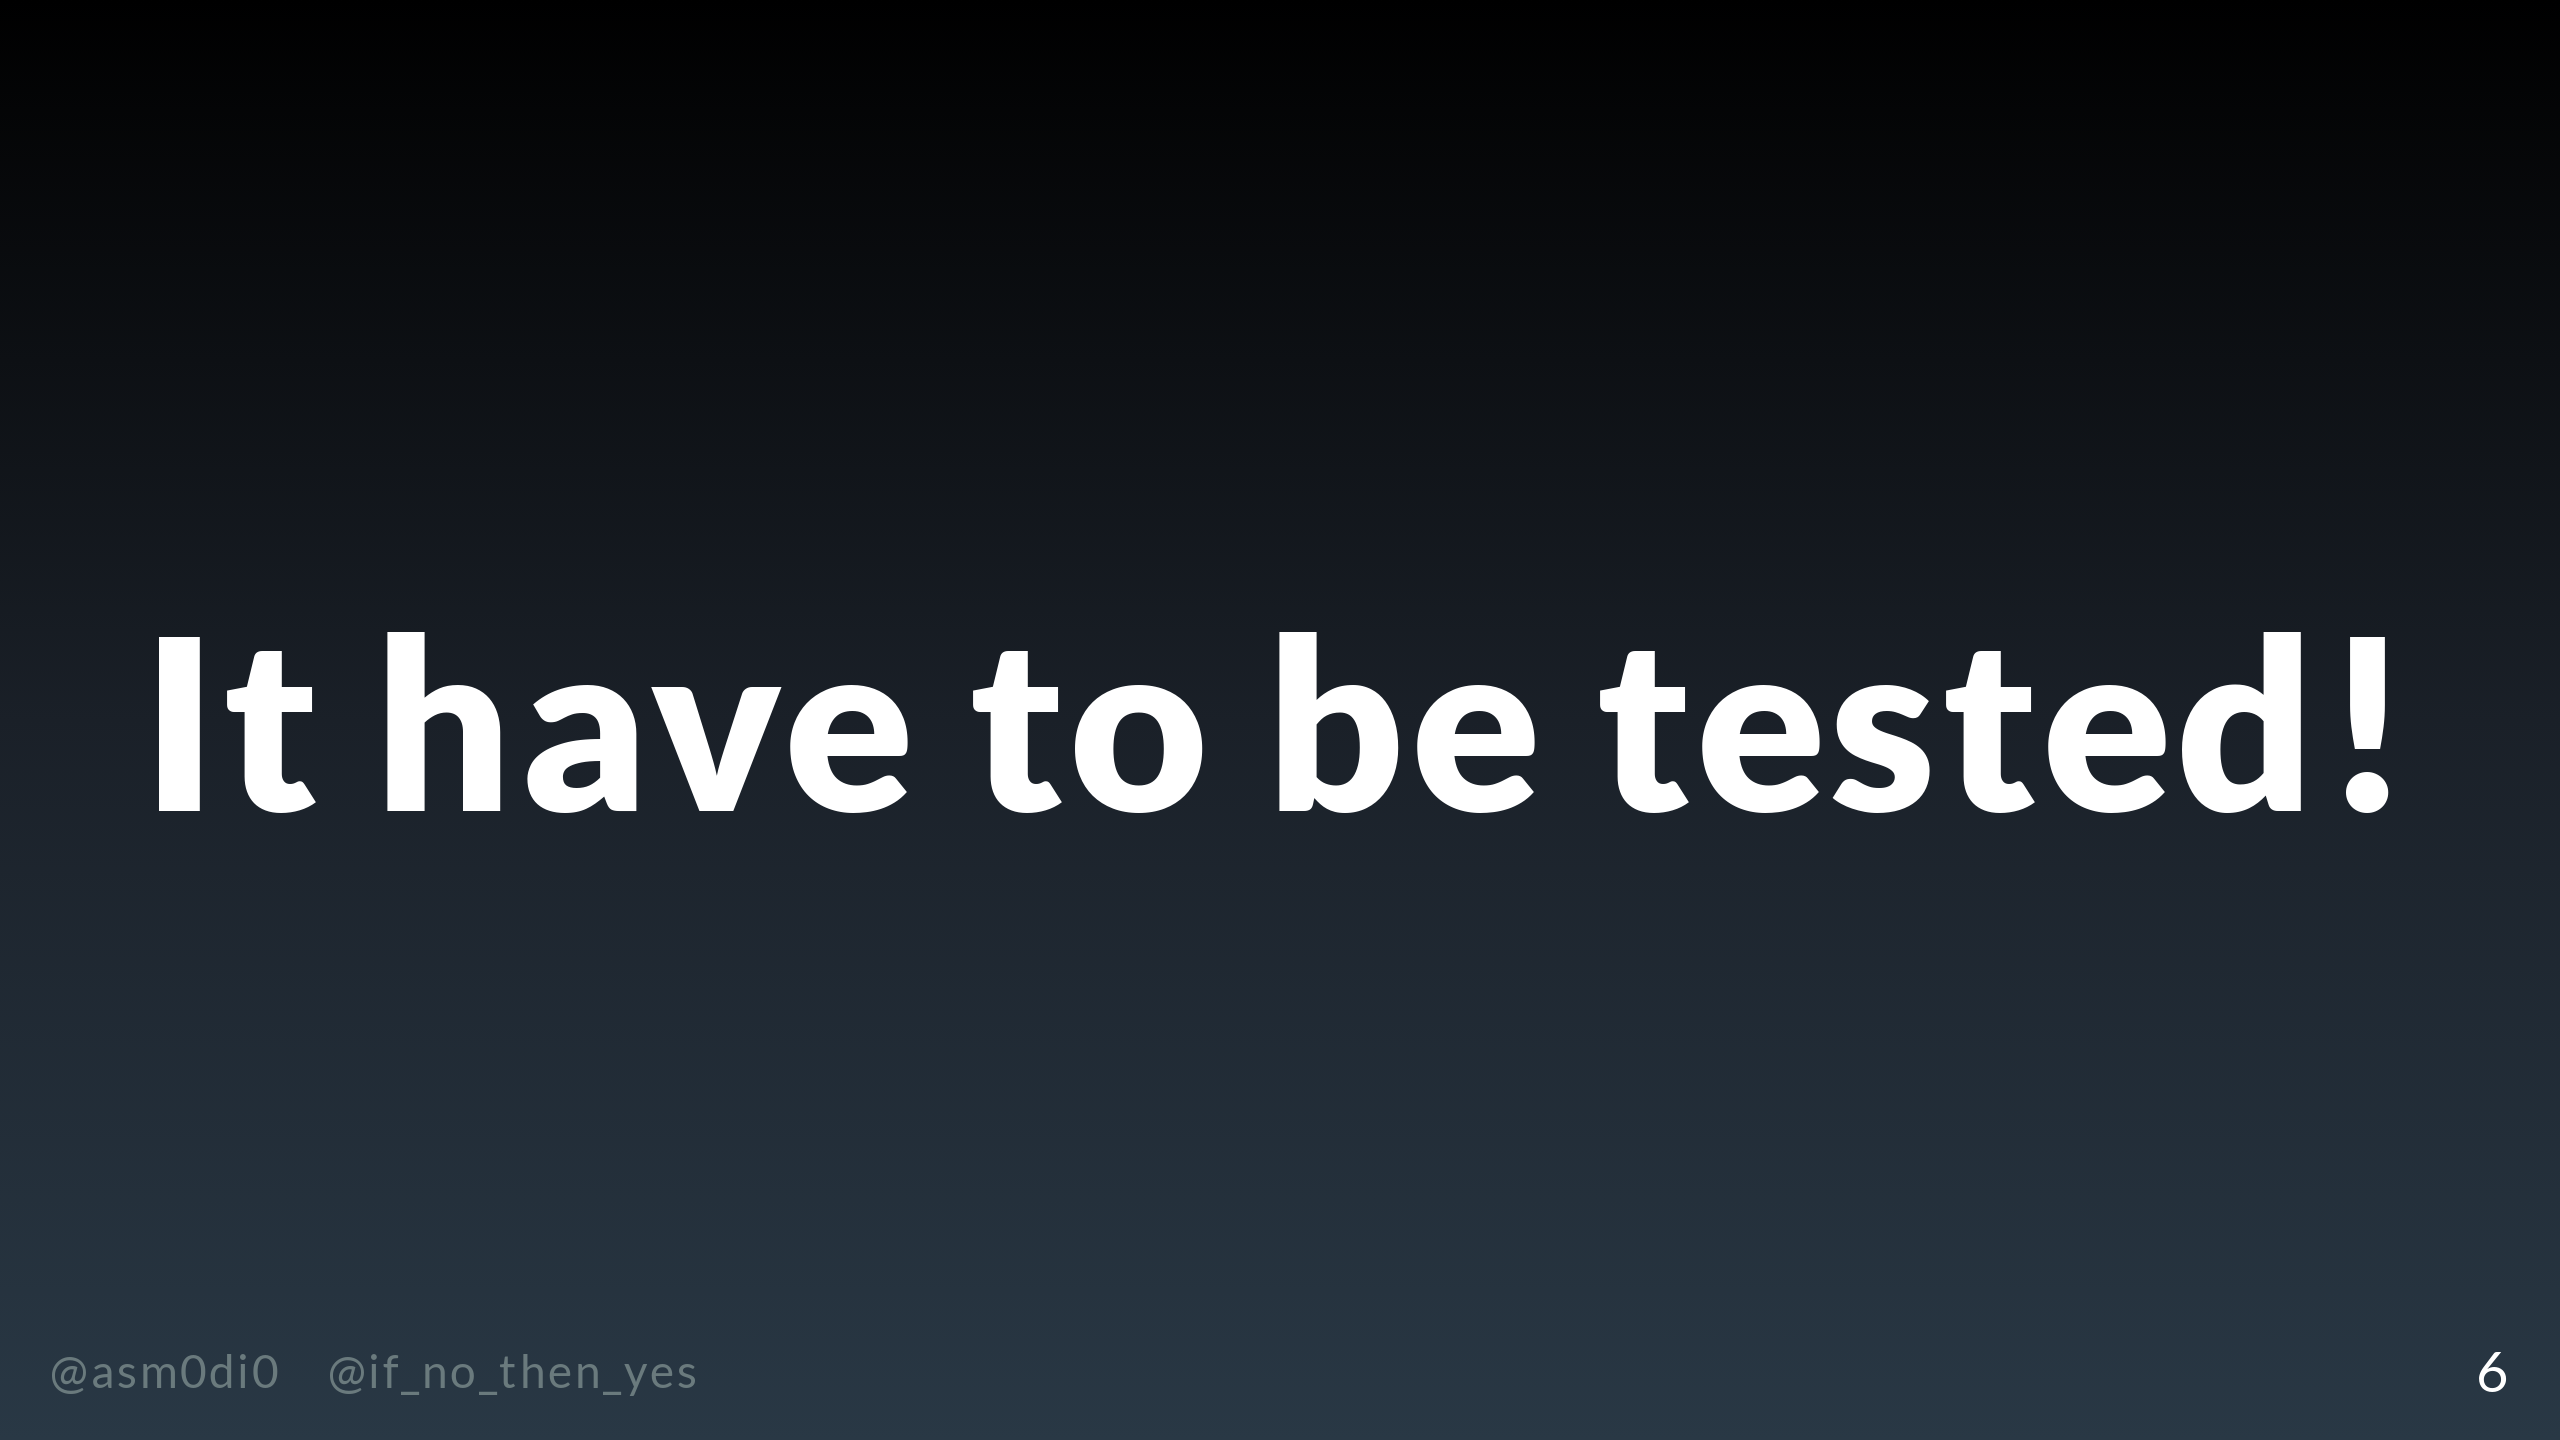 It have to be tested!
@asm0di0 @if_no_then_yes
6